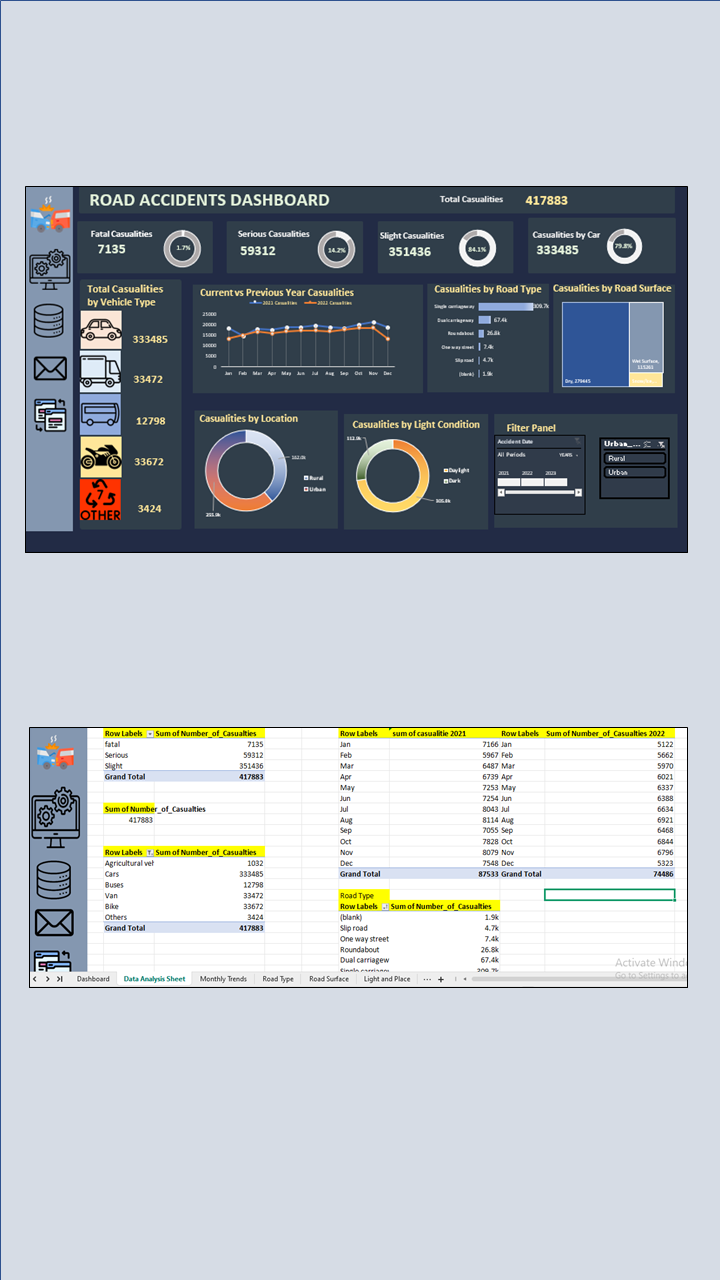 ROAD ACCIDENTS DASHBOARD
Total Casualities 417883
Fatal Casualities
7135
1.7%
Serious Casualities
59312
14.2%
Slight Casualities
351436
84.1%
Casualities by Car
333485
79.8%
Total Casualities
by Vehicle Type
333485
33472
12798
33672
OTHER
3424
Current vs Previous Year Casualities
2021 Casualities 2022 Casualities
25000
20000
15000
10000
5000
0
Jan Feb Mar Apr May Jun Jul Aug Sep Oct Nov Dec
Casualities by Road Type
Single carriageway 309.7k
Dual carriageway 67.4k
Roundabout 26.8k
One way street 7.4k
Slip road 4.7k
(blank) 1.9k
Casualities by Road Surface
Dry, 279445
Wet Surface,
115261
Casualities by Location
Rural
Urban
Casualities by Light Condition
Daylight
Dark
Filter Panel
Accident Date
All Periods YEARS
2021 2022 2023
Urban_...
Rural
Urban
Row Labels Sum of Number_of_Casualties
fatal 7135
Serious 59312
Slight 351436
Grand Total 417883
Sum of Number_of_Casualties
417883
Row Labels Sum of Number_of_Casualties
Agricultural vel 1032
Cars 333485
Buses 12798
Van 33472
Bike 33672
Others 3424
Grand Total 417883
Row Labels sum of casualitie 2021 Row Labels Sum of Number_of_Casualties 2022
Jan 7166 Jan 5122
Feb 5967 Feb 5662
Mar 6487 Mar 5970
Apr 6739 Apr 6021
May 7253 May 6337
Jun 7254 Jun 6388
Jul 8043 Jul 6634
Aug 8114 Aug 6921
Sep 7055 Sep 6468
Oct 7828 Oct 6844
Nov 8079 Nov 6796
Dec 7548 Dec 5323
Grand Total 87533 Grand Total 74486
Road Type
Row Labels Sum of Number_of_Casualties
(blank) 1.9k
Slip road 4.7k
One way street 7.4k
Roundabout 26.8k
Dual carriagew 67.4k
Single carriagew 309.7k
Activate Wind
Go to Settings to a
Dashboard Data Analysis Sheet Monthly Trends Road Type Road Surface Light and Place ... +